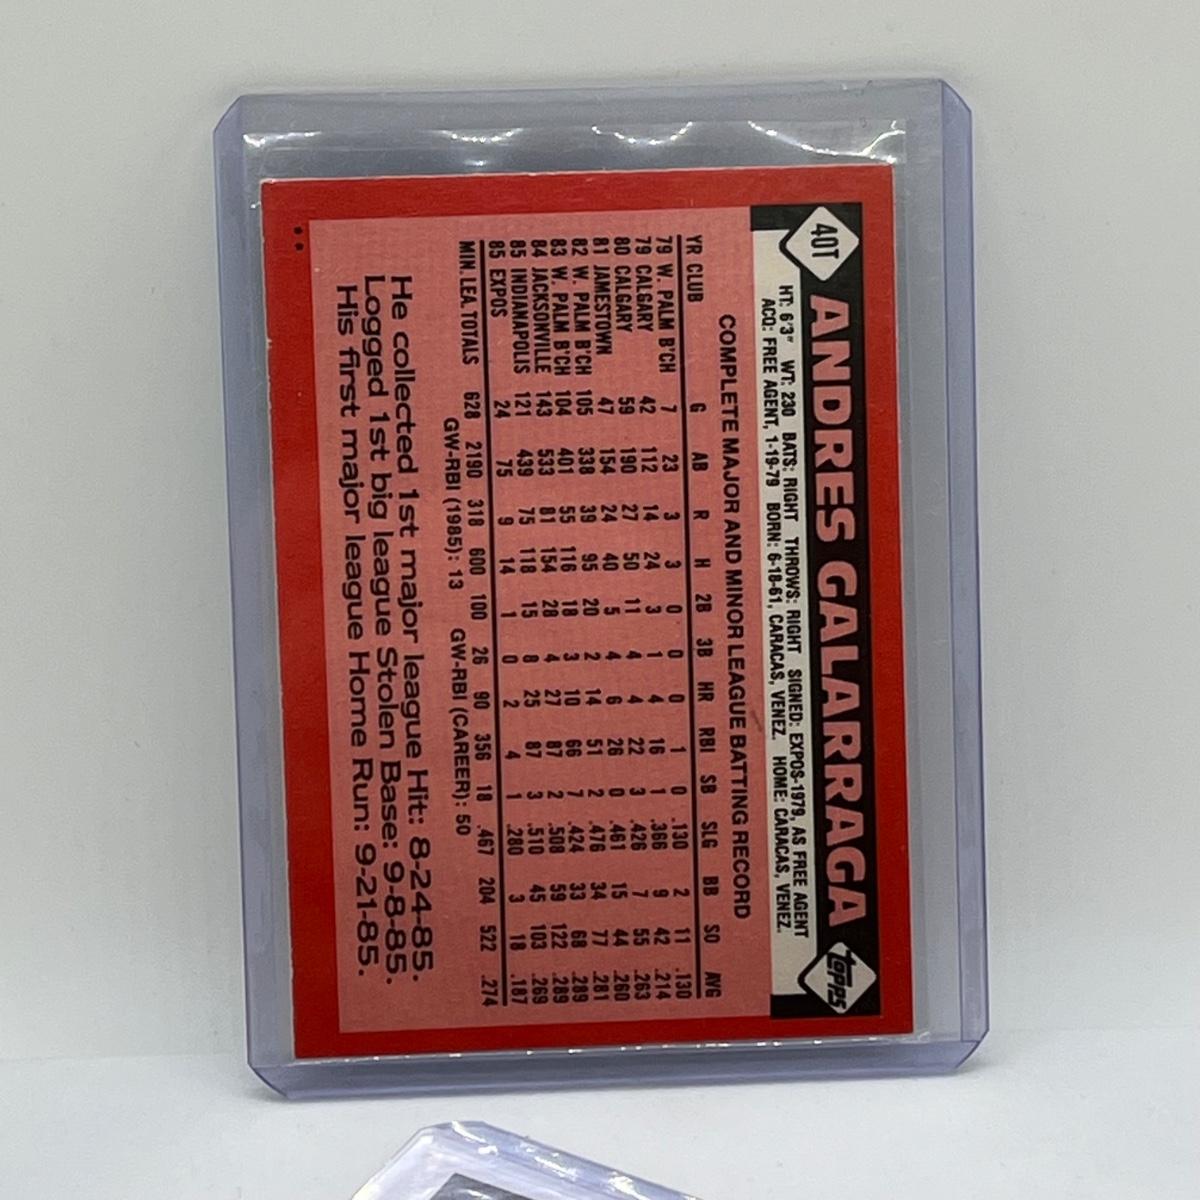 40T
ANDRES GALARRAGA
TOPPS
HT: 6'3" WT: 230 BATS: RIGHT THROWS: RIGHT SIGNED: EXPOS-1979, AS FREE AGENT
ACQ: FREE AGENT, 1-19-79 BORN: 6-18-61, CARACAS, VENEZ. HOME: CARACAS, VENEZ.
COMPLETE MAJOR AND MINOR LEAGUE BATTING RECORD
YR CLUB G AB R H 2B 3B HR RBI SB SLG BB SO AVG
79 W. PALM B'CH 7 23 3 3 0 0 0 1 0 .130 2 11 .130
79 CALGARY 42 112 14 24 3 1 4 16 1 .366 9 42 .214
80 CALGARY 59 190 27 50 11 4 4 22 3 .426 7 55 .263
81 JAMESTOWN 47 154 24 40 5 4 6 26 0 .461 15 44 .260
82 W. PALM B'CH 105 338 39 95 20 2 14 51 2 .476 34 77 .281
83 W. PALM B'CH 104 401 55 116 18 3 10 66 7 .424 33 68 .289
84 JACKSONVILLE 143 533 81 154 28 4 27 87 2 .508 59 122 .289
85 INDIANAPOLIS 121 439 75 118 15 8 25 87 3 .510 45 103 .269
85 EXPOS 24 75 9 14 1 0 2 4 1 .280 3 18 .187
MIN. LEA. TOTALS 628 2190 318 600 100 26 90 356 18 .467 204 522 .274
GW-RBI (1985): 13 GW-RBI (CAREER): 50
He collected 1st major league Hit: 8-24-85.
Logged 1st big league Stolen Base: 9-8-85.
His first major league Home Run: 9-21-85.
**